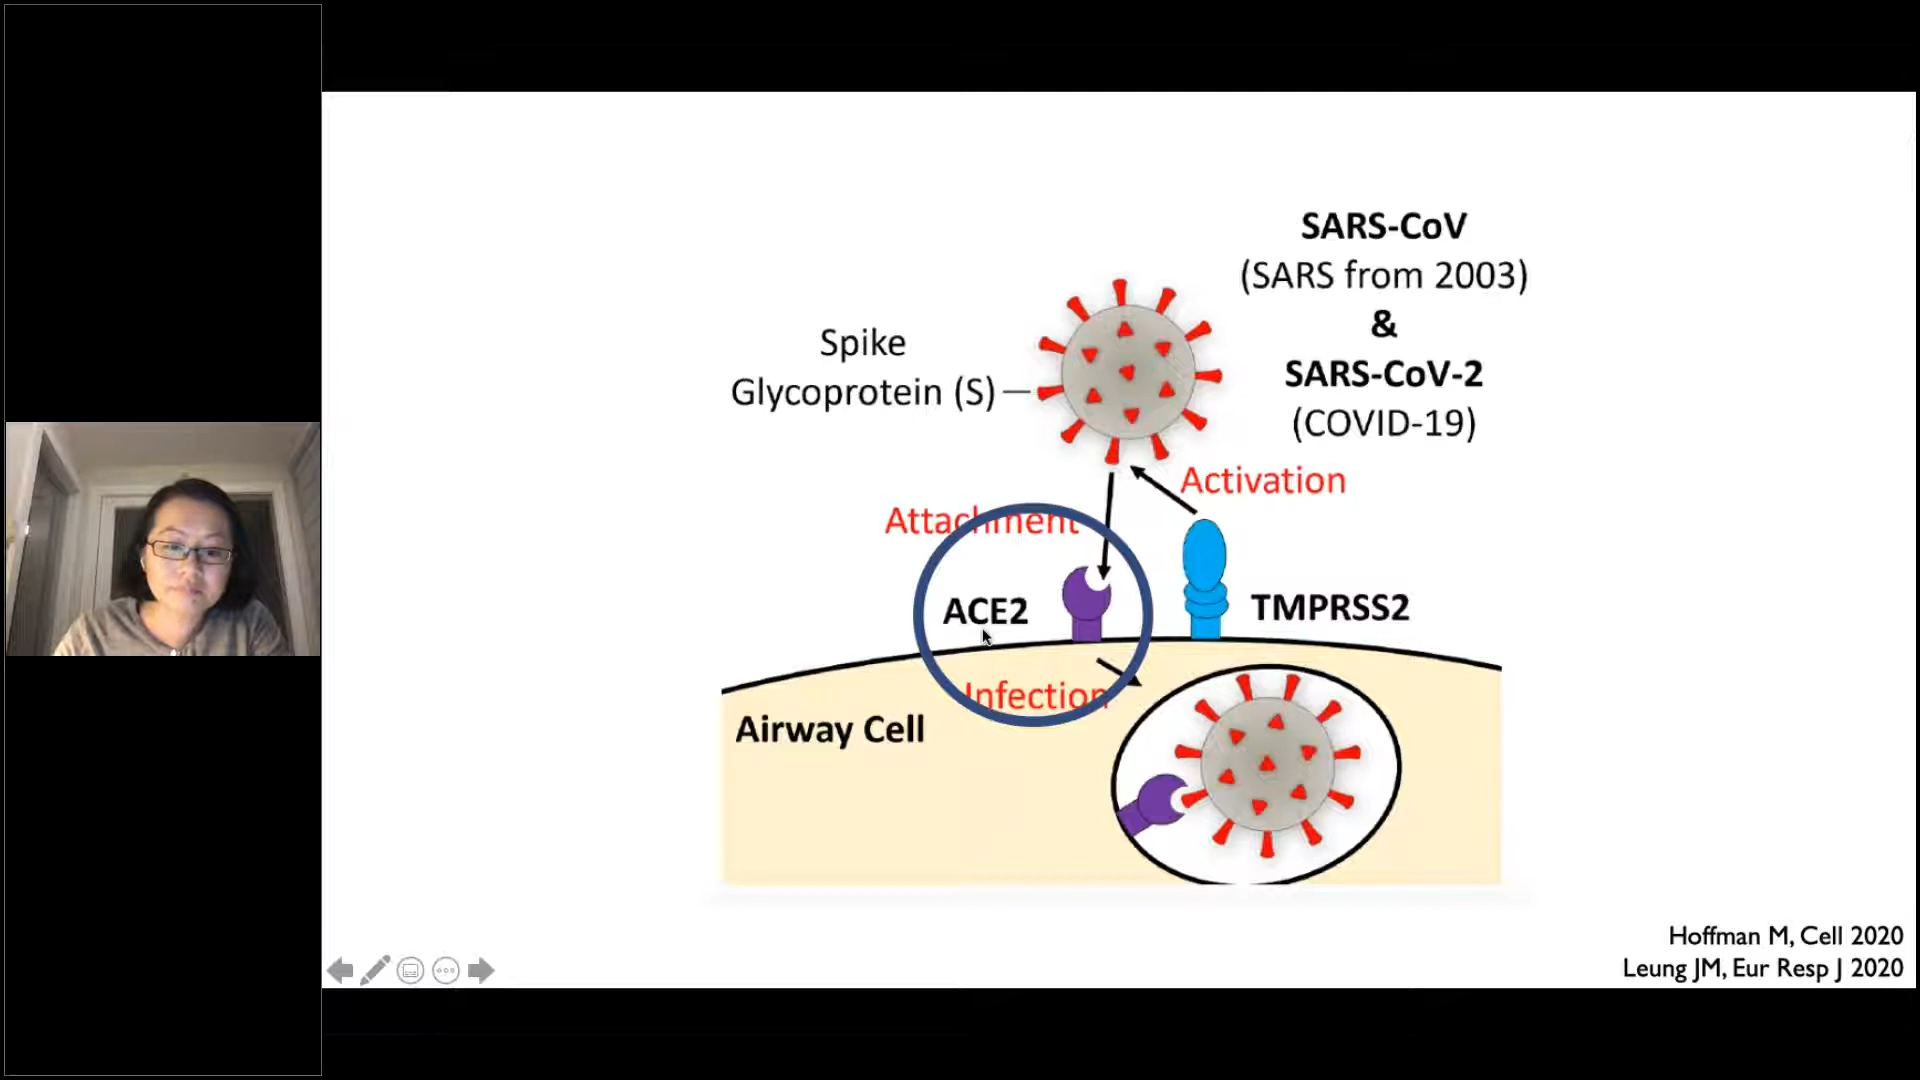 SARS-CoV
(SARS from 2003)
&
SARS-CoV-2
(COVID-19)
Spike
Glycoprotein (S)
Activation
Attachment
ACE2
TMPRSS2
Infection
Airway Cell
Hoffman M, Cell 2020
Leung JM, Eur Resp J 2020